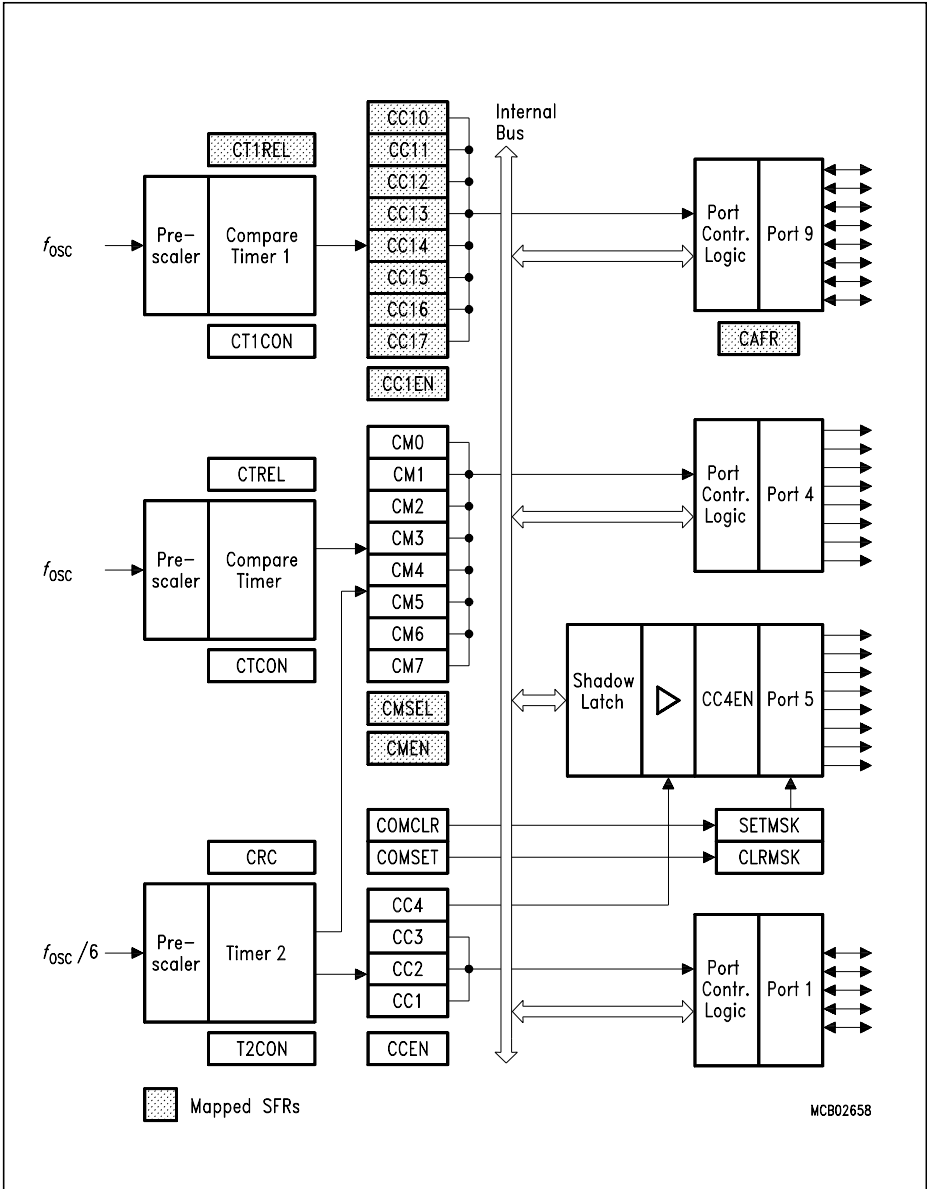 Internal
Bus
CT1REL
f OSC
Pre-
scaler
Compare
Timer 1
CT1CON
CC10
CC11
CC12
CC13
CC14
CC15
CC16
CC17
CC1EN
Port
Contr.
Logic
Port 9
CAFR
CTREL
f OSC
Pre-
scaler
Compare
Timer
CTCON
CM0
CM1
CM2
CM3
CM4
CM5
CM6
CM7
CMSEL
CMEN
Port
Contr.
Logic
Port 4
Shadow
Latch
CC4EN
Port 5
COMCLR
COMSET
SETMSK
CLRMSK
CRC
f OSC /6
Pre-
scaler
Timer 2
T2CON
CC4
CC3
CC2
CC1
CCEN
Port
Contr.
Logic
Port 1
Mapped SFRs
MCB02658